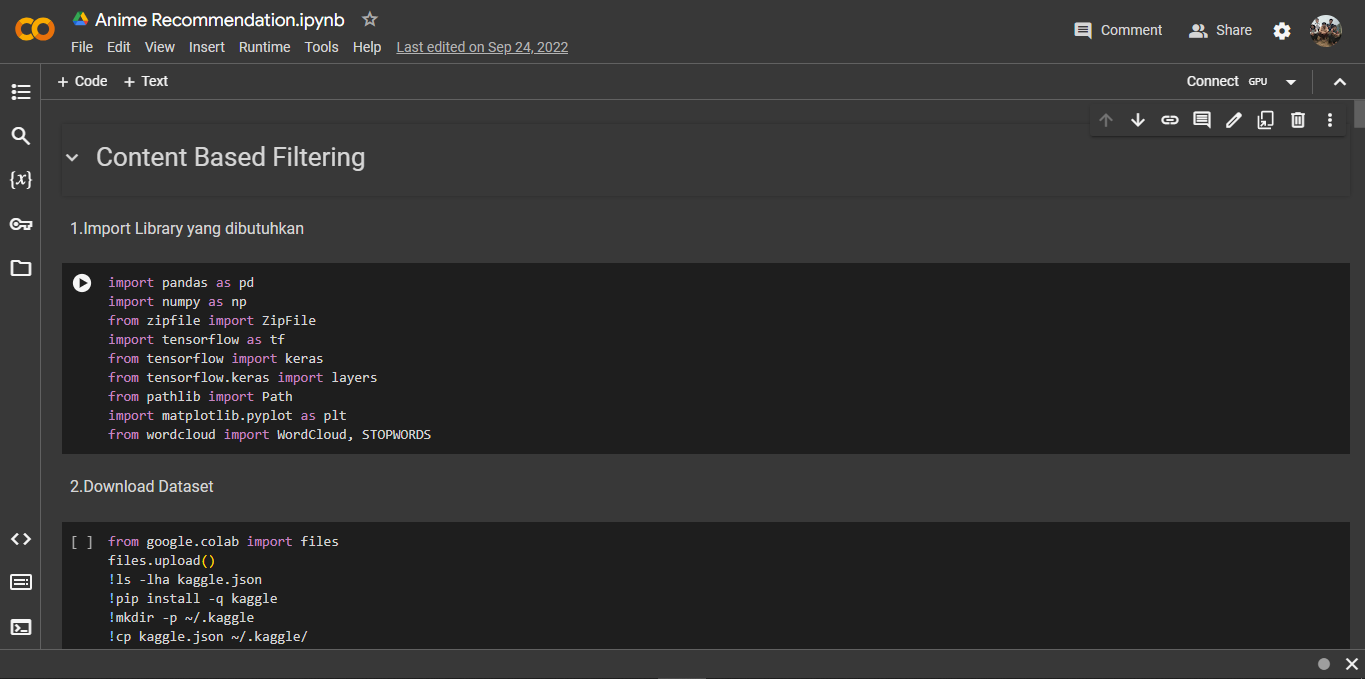 Anime Recommendation.ipynb
File Edit View Insert Runtime Tools Help Last edited on Sep 24, 2022
Comment Share
+ Code + Text
Connect GPU
Content Based Filtering
{x}
1.Import Library yang dibutuhkan
import pandas as pd
import numpy as np
from zipfile import ZipFile
import tensorflow as tf
from tensorflow import keras
from tensorflow.keras import layers
from pathlib import Path
import matplotlib.pyplot as plt
from wordcloud import WordCloud, STOPWORDS
2.Download Dataset
[ ] from google.colab import files
files.upload()
!ls -lha kaggle.json
!pip install -q kaggle
!mkdir -p ~/.kaggle
!cp kaggle.json ~/.kaggle/